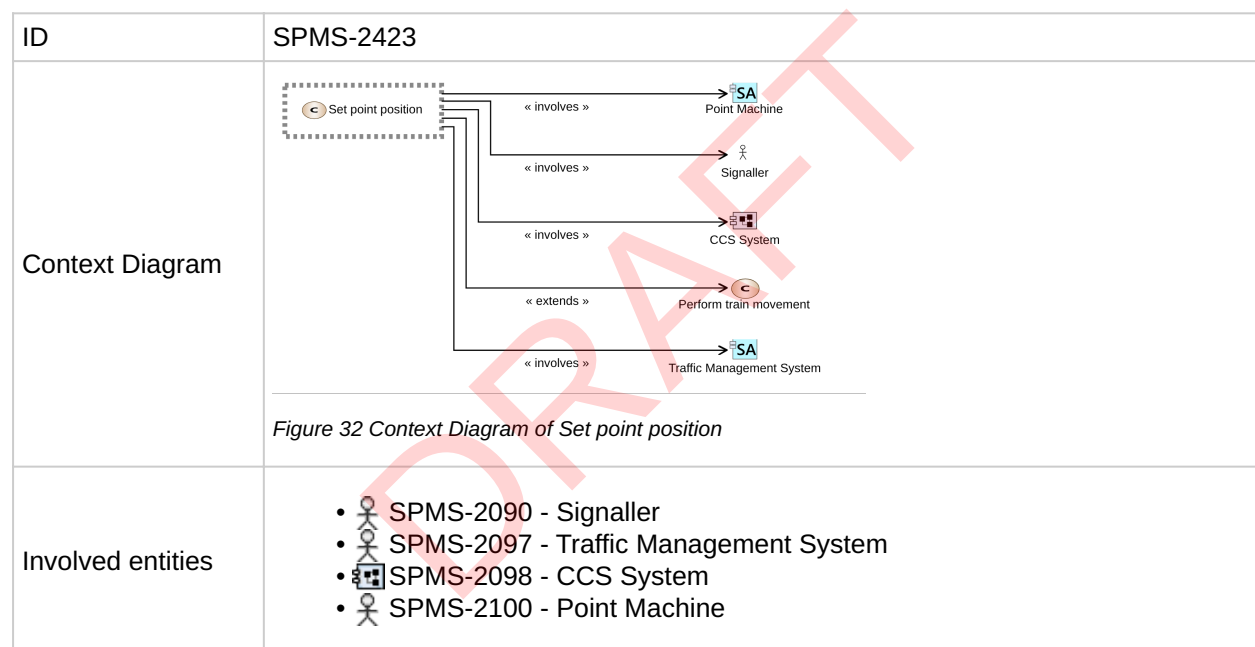 ID
SPMS-2423
Context Diagram
C Set point position
« involves »
SA
Point Machine
« involves »
Signaller
« involves »
CCS System
« extends »
C
Perform train movement
« involves »
SA
Traffic Management System
Figure 32 Context Diagram of Set point position
Involved entities
• SPMS-2090 - Signaller
• SPMS-2097 - Traffic Management System
• SPMS-2098 - CCS System
• SPMS-2100 - Point Machine
DRAFT